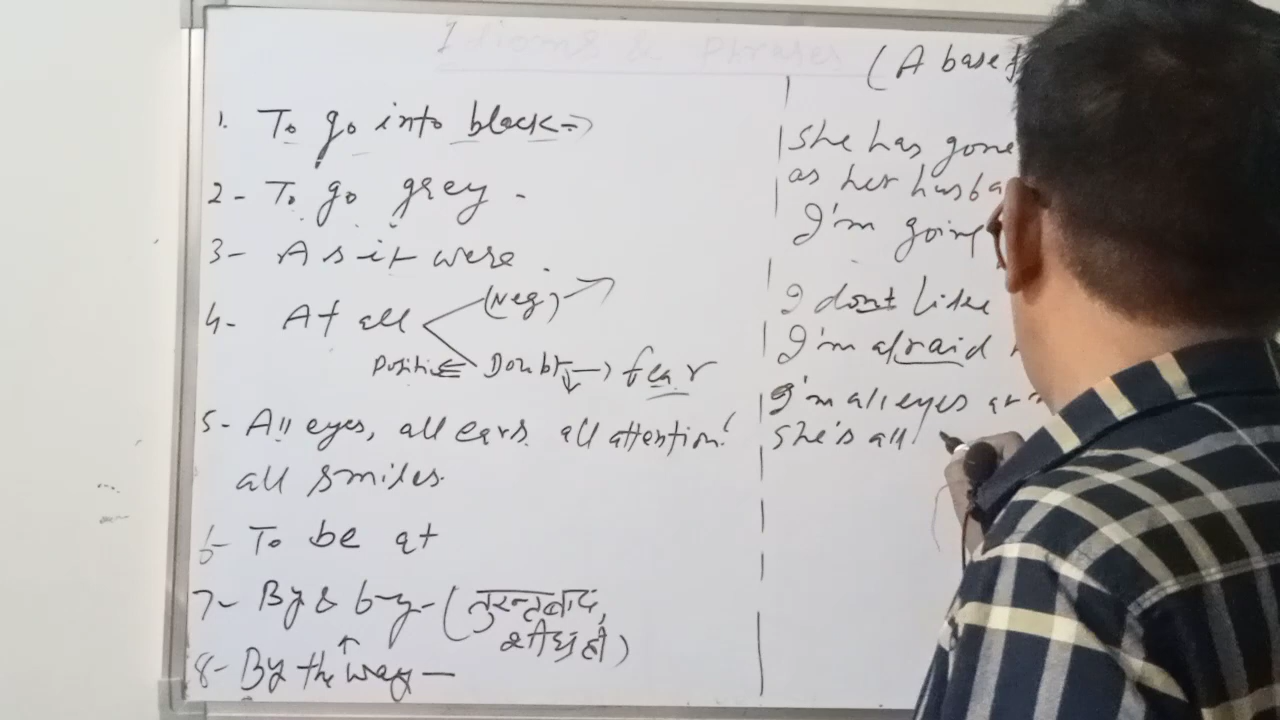 Idioms & Phrases
(A base
1. To go into black⇒
2- To go grey -
3- As it were .
4- At all (Neg) →
Positive Doubt → fear
5- All eyes, all ears. all attention!
all smiles.
6- To be at
7- By & by- (तुरन्त बाद,
शीघ्र ही)
8- By the way —
She has gone
as her husba
I'm going
I dont like
I'm afraid
I'm all eyes an
She's all